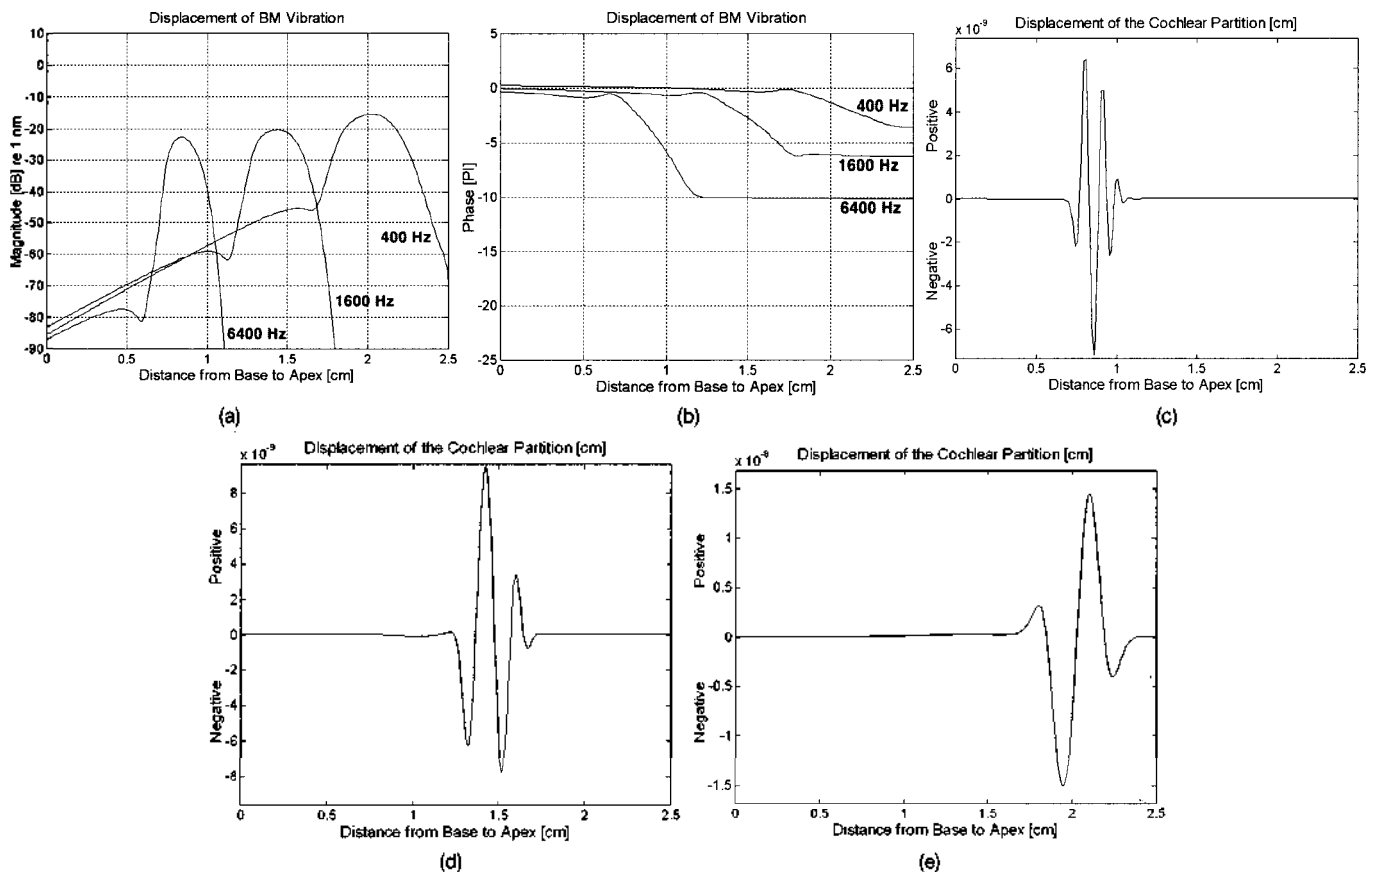 Displacement of BM Vibration
10
0
-10
-20
-30
-40
-50
-60
-70
-80
-90
Magnitude [dB] re 1 nm
400 Hz
1600 Hz
6400 Hz
0 0.5 1 1.5 2 2.5
Distance from Base to Apex [cm]
(a)
Displacement of BM Vibration
5
0
-5
-10
-15
-20
-25
Phase [PI]
400 Hz
1600 Hz
6400 Hz
0 0.5 1 1.5 2 2.5
Distance from Base to Apex [cm]
(b)
Displacement of the Cochlear Partition [cm]
x 10-9
6
4
2
0
-2
-4
-6
Positive
Negative
0 0.5 1 1.5 2 2.5
Distance from Base to Apex [cm]
(c)
Displacement of the Cochlear Partition [cm]
x 10-9
8
6
4
2
0
-2
-4
-6
-8
Positive
Negative
0 0.5 1 1.5 2 2.5
Distance from Base to Apex [cm]
(d)
Displacement of the Cochlear Partition [cm]
x 10-8
1.5
1
0.5
0
-0.5
-1
-1.5
Positive
Negative
0 0.5 1 1.5 2 2.5
Distance from Base to Apex [cm]
(e)